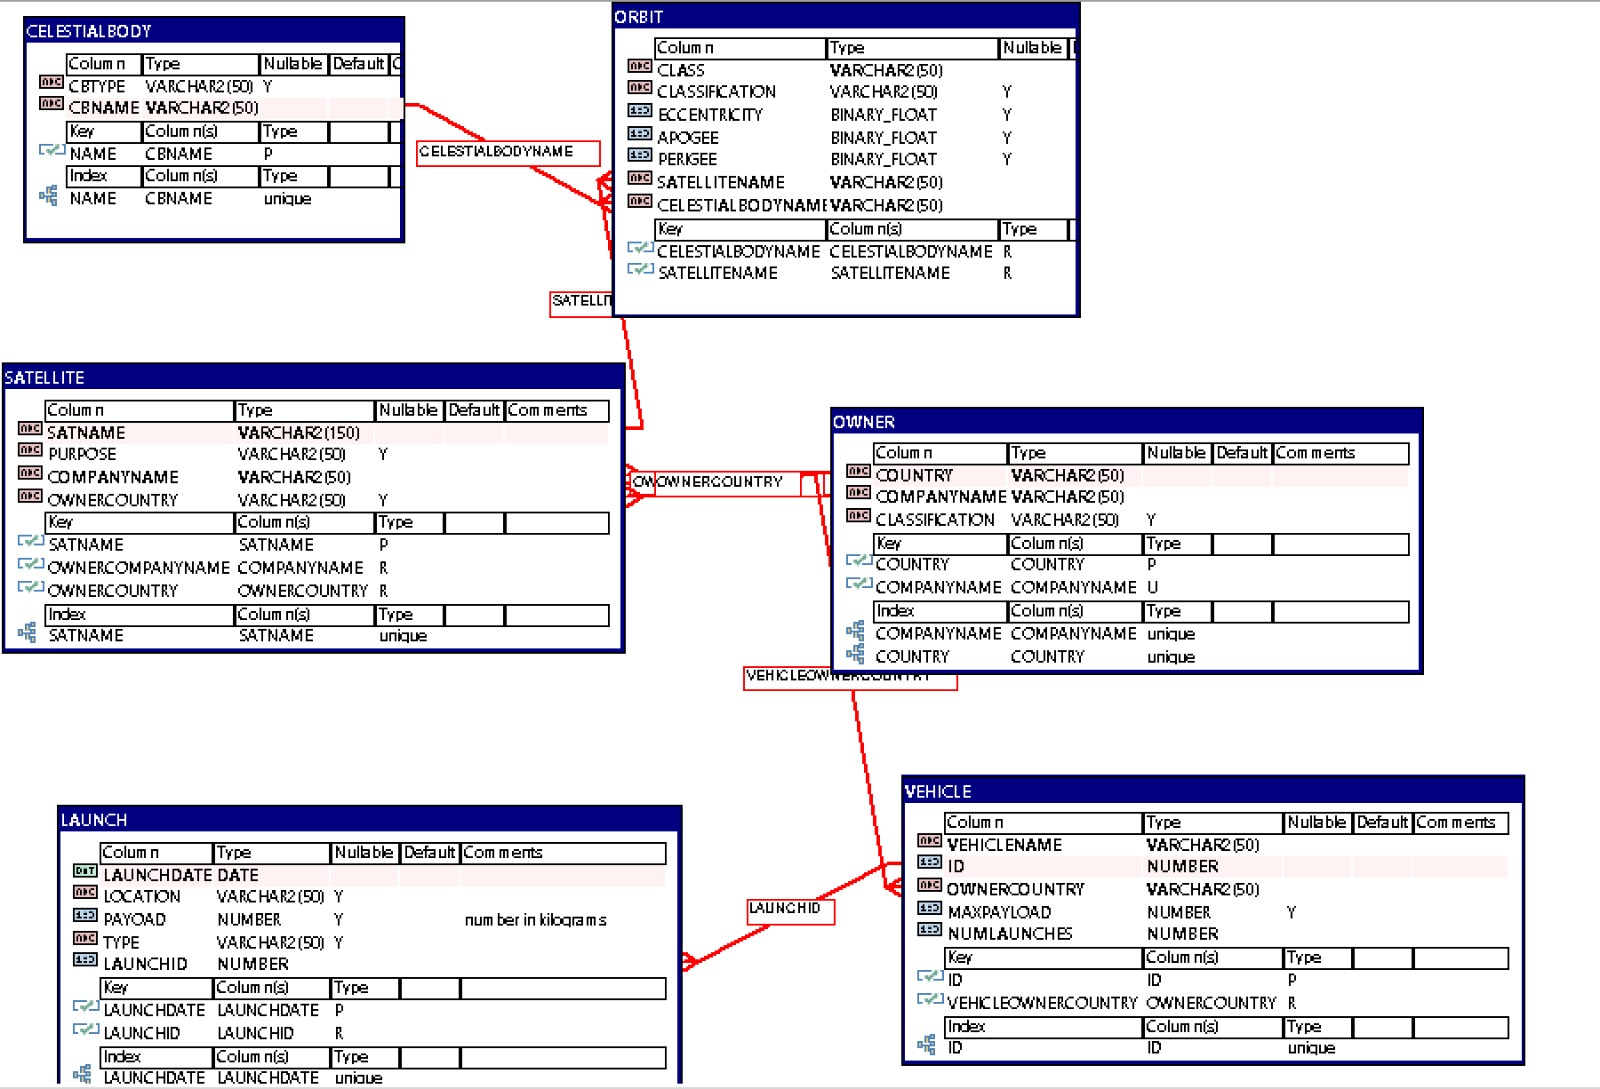 CELESTIALBODY
Column Type Nullable Default C
CBTYPE VARCHAR2(50) Y
CBNAME VARCHAR2(50)
Key Column(s) Type
NAME CBNAME P
Index Column(s) Type
NAME CBNAME unique
CELESTIALBODYNAME
ORBIT
Column Type Nullable
CLASS VARCHAR2(50)
CLASSIFICATION VARCHAR2(50) Y
ECCENTRICITY BINARY_FLOAT Y
APOGEE BINARY_FLOAT Y
PERIGEE BINARY_FLOAT Y
SATELLITENAME VARCHAR2(50)
CELESTIALBODYNAME VARCHAR2(50)
Key Column(s) Type
CELESTIALBODYNAME CELESTIALBODYNAME R
SATELLITENAME SATELLITENAME R
SATELLIT
SATELLITE
Column Type Nullable Default Comments
SATNAME VARCHAR2(150)
PURPOSE VARCHAR2(50) Y
COMPANYNAME VARCHAR2(50)
OWNERCOUNTRY VARCHAR2(50) Y
Key Column(s) Type
SATNAME SATNAME P
OWNERCOMPANYNAME COMPANYNAME R
OWNERCOUNTRY OWNERCOUNTRY R
Index Column(s) Type
SATNAME SATNAME unique
OW OWNERCOUNTRY
OWNER
Column Type Nullable Default Comments
COUNTRY VARCHAR2(50)
COMPANYNAME VARCHAR2(50)
CLASSIFICATION VARCHAR2(50) Y
Key Column(s) Type
COUNTRY COUNTRY P
COMPANYNAME COMPANYNAME U
Index Column(s) Type
COMPANYNAME COMPANYNAME unique
COUNTRY COUNTRY unique
VEHICLEOWNERCOUNTRY
VEHICLE
Column Type Nullable Default Comments
VEHICLENAME VARCHAR2(50)
ID NUMBER
OWNERCOUNTRY VARCHAR2(50)
MAXPAYLOAD NUMBER Y
NUMLAUNCHES NUMBER
Key Column(s) Type
ID ID P
VEHICLEOWNERCOUNTRY OWNERCOUNTRY R
Index Column(s) Type
ID ID unique
LAUNCHID
LAUNCH
Column Type Nullable Default Comments
LAUNCHDATE DATE
LOCATION VARCHAR2(50) Y
PAYOAD NUMBER Y number in kilograms
TYPE VARCHAR2(50) Y
LAUNCHID NUMBER
Key Column(s) Type
LAUNCHDATE LAUNCHDATE P
LAUNCHID LAUNCHID R
Index Column(s) Type
LAUNCHDATE LAUNCHDATE unique